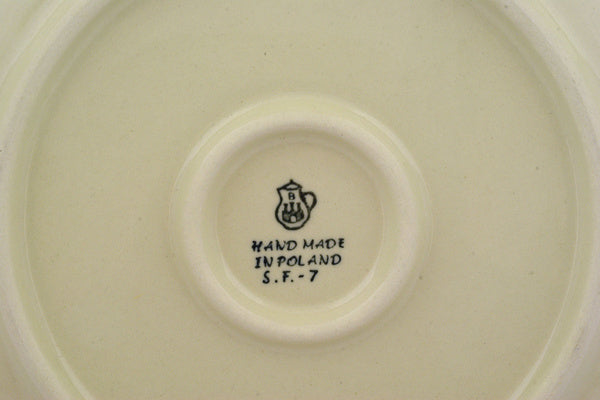 B
HAND MADE
IN POLAND
S.F.-7